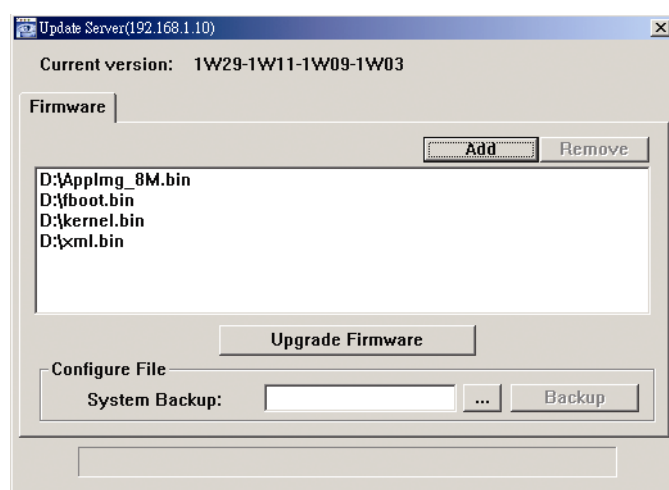 Update Server(192.168.1.10)
Current version: 1W29-1W11-1W09-1W03
Firmware
Add Remove
D:\AppImg_8M.bin
D:\fboot.bin
D:\kernel.bin
D:\xml.bin
Upgrade Firmware
Configure File
System Backup: ... Backup